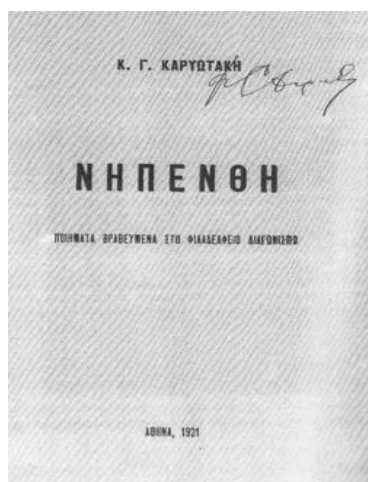 Κ. Γ. ΚΑΡΥΩΤΑΚΗ
ΝΗΠΕΝΘΗ
ΠΟΙΗΜΑΤΑ ΒΡΑΒΕΥΜΕΝΑ ΣΤΟ ΦΙΛΑΔΕΛΦΕΙΟ ΔΙΑΓΩΝΙΣΜΟ
ΑΘΗΝΑ, 1921